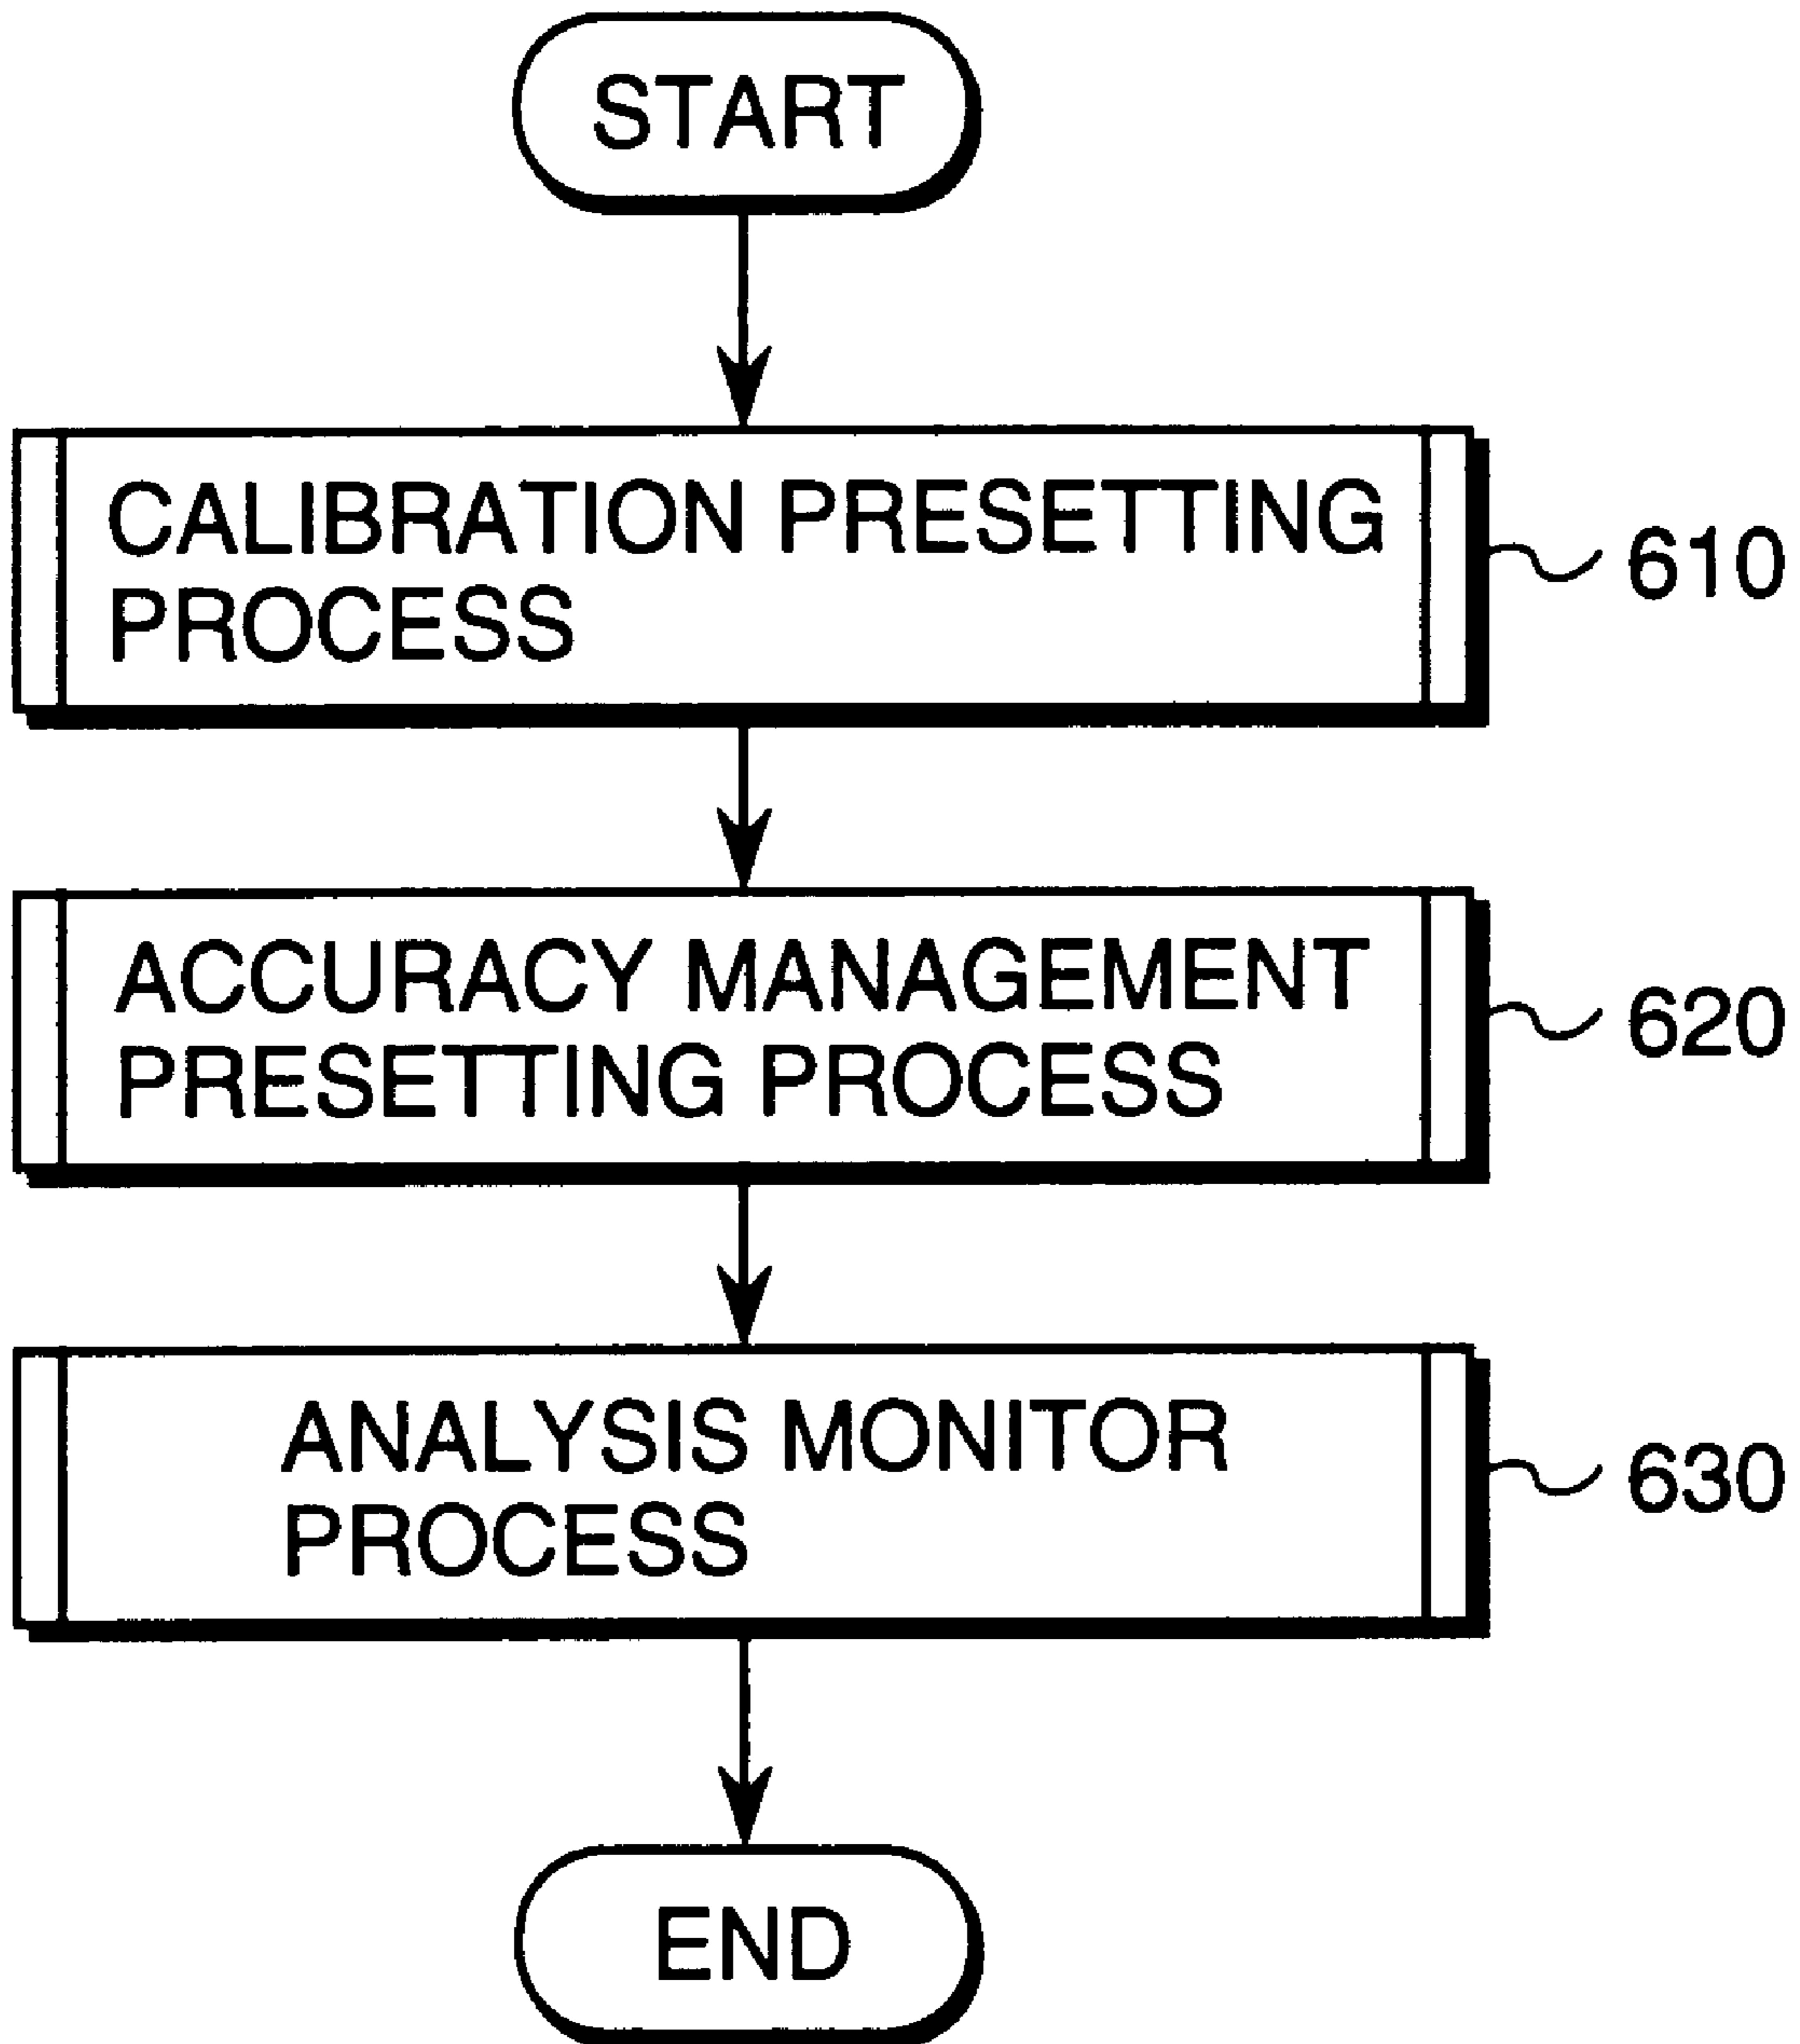 START
CALIBRATION PRESETTING
PROCESS
610
ACCURACY MANAGEMENT
PRESETTING PROCESS
620
ANALYSIS MONITOR
PROCESS
630
END